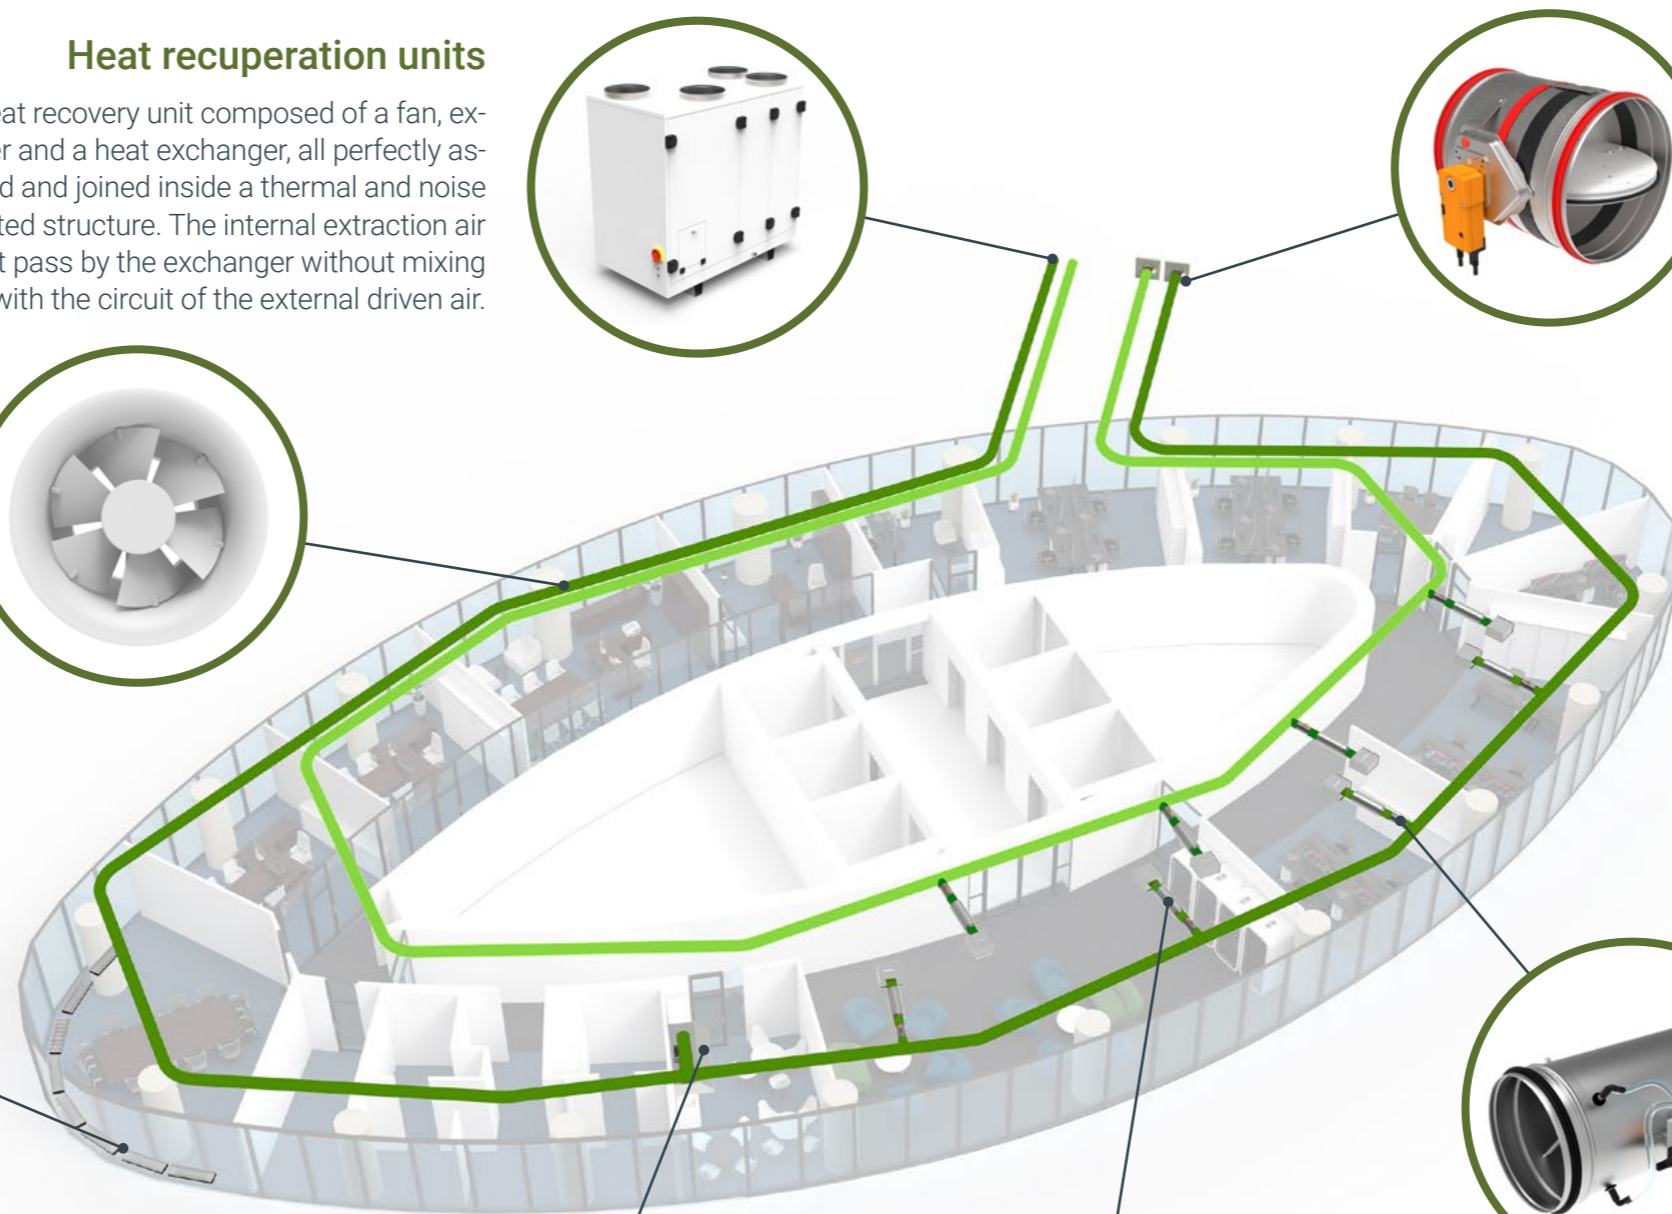 Heat recuperation units
eat recovery unit composed of a fan, ex-
er and a heat exchanger, all perfectly as-
d and joined inside a thermal and noise
ted structure. The internal extraction air
t pass by the exchanger without mixing
with the circuit of the external driven air.